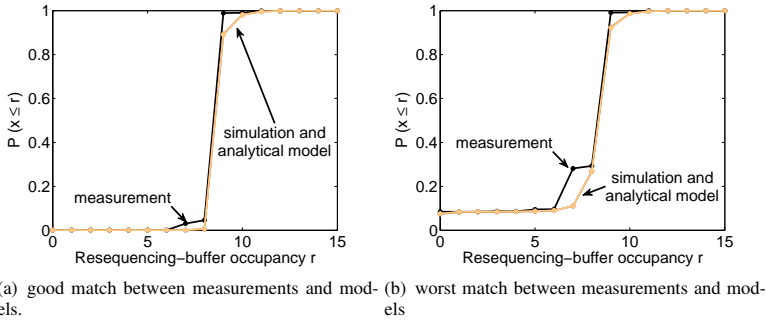 1
0.8
0.6
0.4
0.2
0
P (x ≤ r)
simulation and
analytical model
measurement
0 5 10 15
Resequencing−buffer occupancy r
1
0.8
0.6
0.4
0.2
0
P (x ≤ r)
measurement
simulation and
analytical model
0 5 10 15
Resequencing−buffer occupancy r
(a) good match between measurements and mod-
els.
(b) worst match between measurements and mod-
els